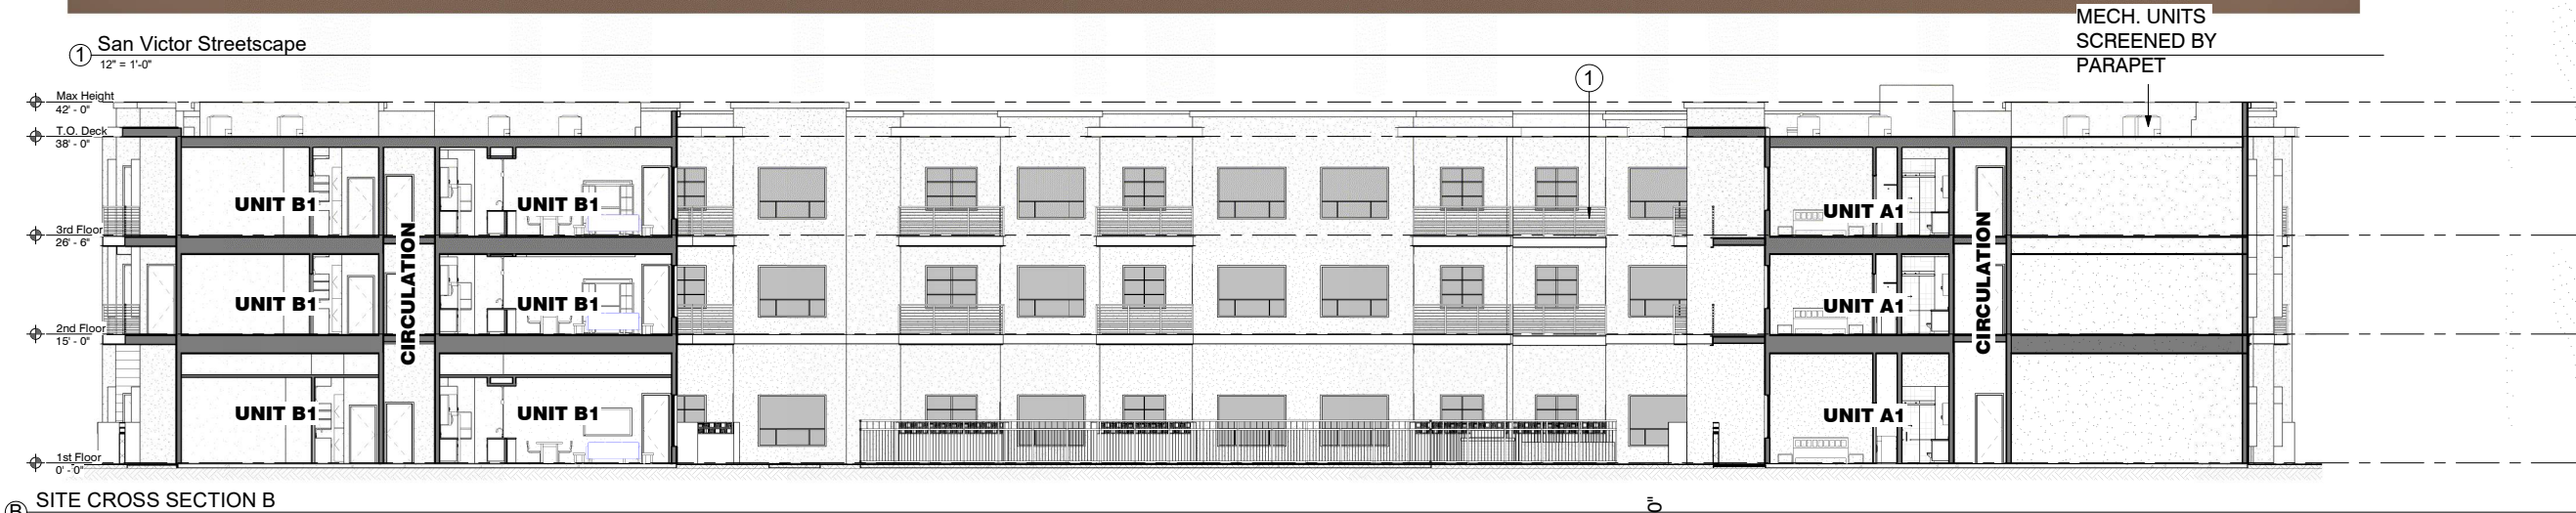 MECH. UNITS
SCREENED BY
PARAPET
1 San Victor Streetscape
12" = 1'-0"
1
Max Height
42' - 0"
T.O. Deck
38' - 0"
3rd Floor
26' - 6"
2nd Floor
15' - 0"
1st Floor
0' - 0"
UNIT B1
UNIT B1
UNIT A1
UNIT B1
UNIT B1
UNIT A1
UNIT B1
UNIT B1
UNIT A1
CIRCULATION
CIRCULATION
0"
B SITE CROSS SECTION B